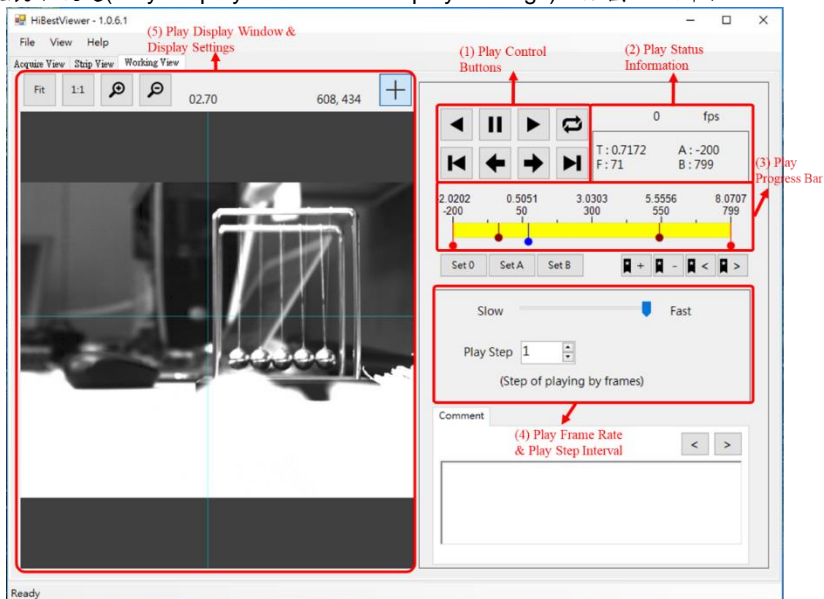 HiBestViewer - 1.0.6.1
File View Help
(5) Play Display Window &
Display Settings
Acquire View Strip View Working View
Fit 1:1 02.70 608, 434
(1) Play Control
Buttons
(2) Play Status
Information
0 fps
T : 0.7172 A : -200
F : 71 B : 799
(3) Play
Progress Bar
2.0202 0.5051 3.0303 5.5556 8.0707
-200 50 300 550 799
Set 0 Set A Set B + - < >
Slow Fast
Play Step 1
(Step of playing by frames)
Comment
(4) Play Frame Rate
& Play Step Interval
< >
Ready